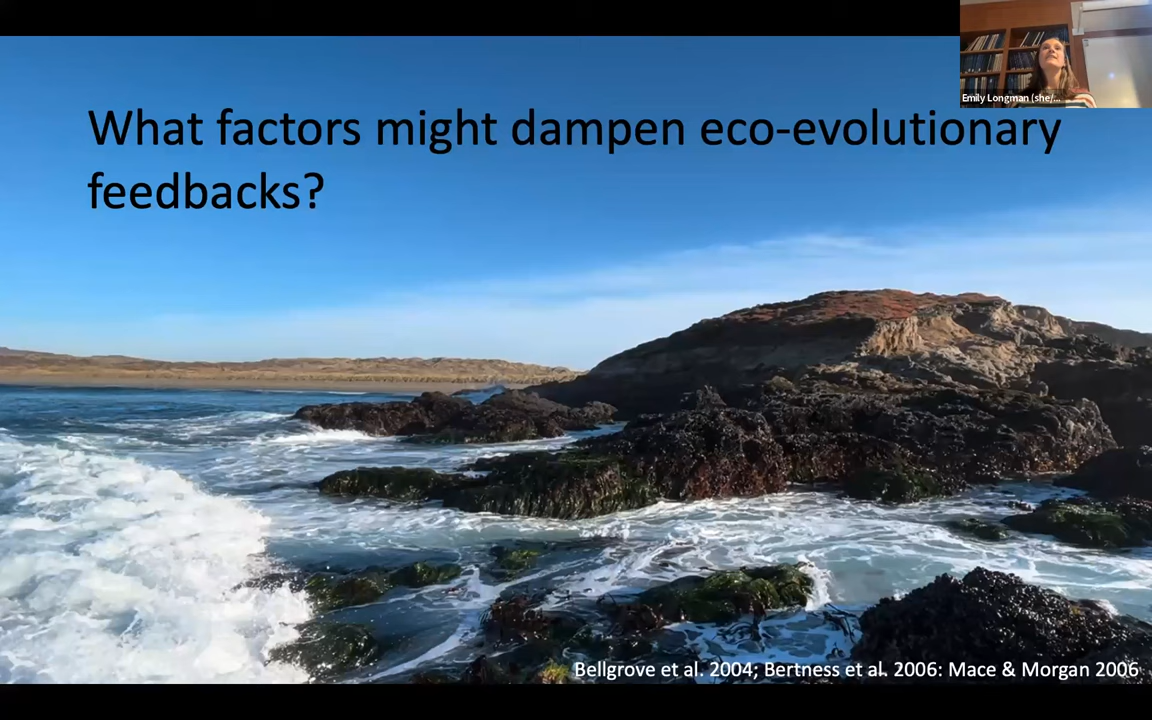 Emily Longman (she/...
What factors might dampen eco-evolutionary
feedbacks?
Bellgrove et al. 2004; Bertness et al. 2006: Mace & Morgan 2006